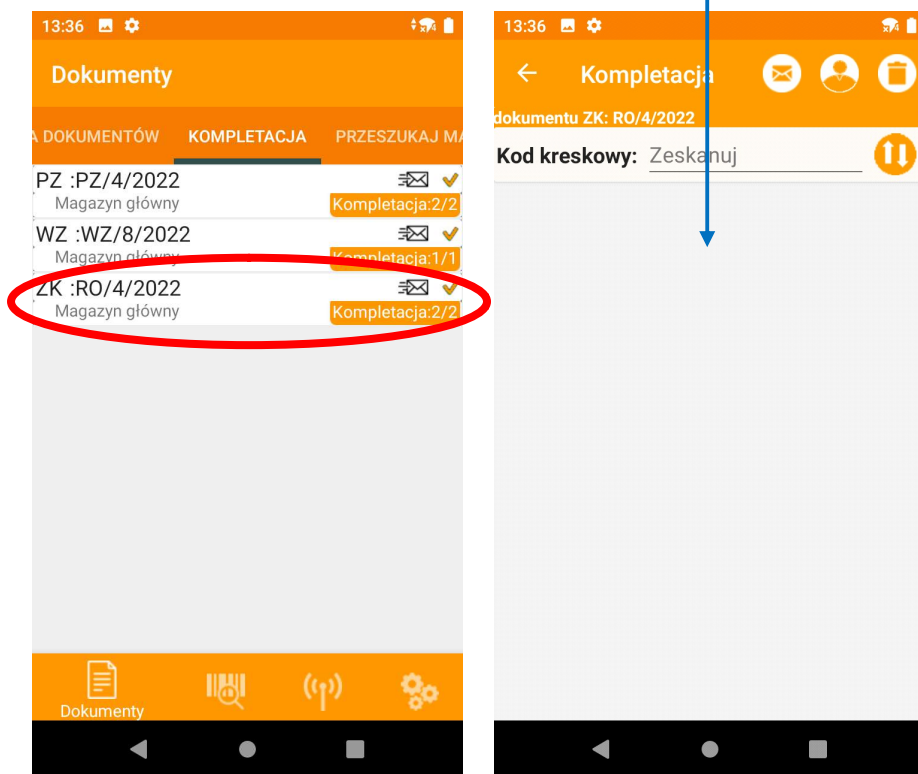 13:36
Dokumenty
A DOKUMENTÓW KOMPLETACJA PRZESZUKAJ MA
PZ :PZ/4/2022
Magazyn główny Kompletacja:2/2
WZ :WZ/8/2022
Magazyn główny Kompletacja:1/1
ZK :RO/4/2022
Magazyn główny Kompletacja:2/2
Dokumenty
13:36
Kompletacja
dokumentu ZK: RO/4/2022
Kod kreskowy: Zeskanuj